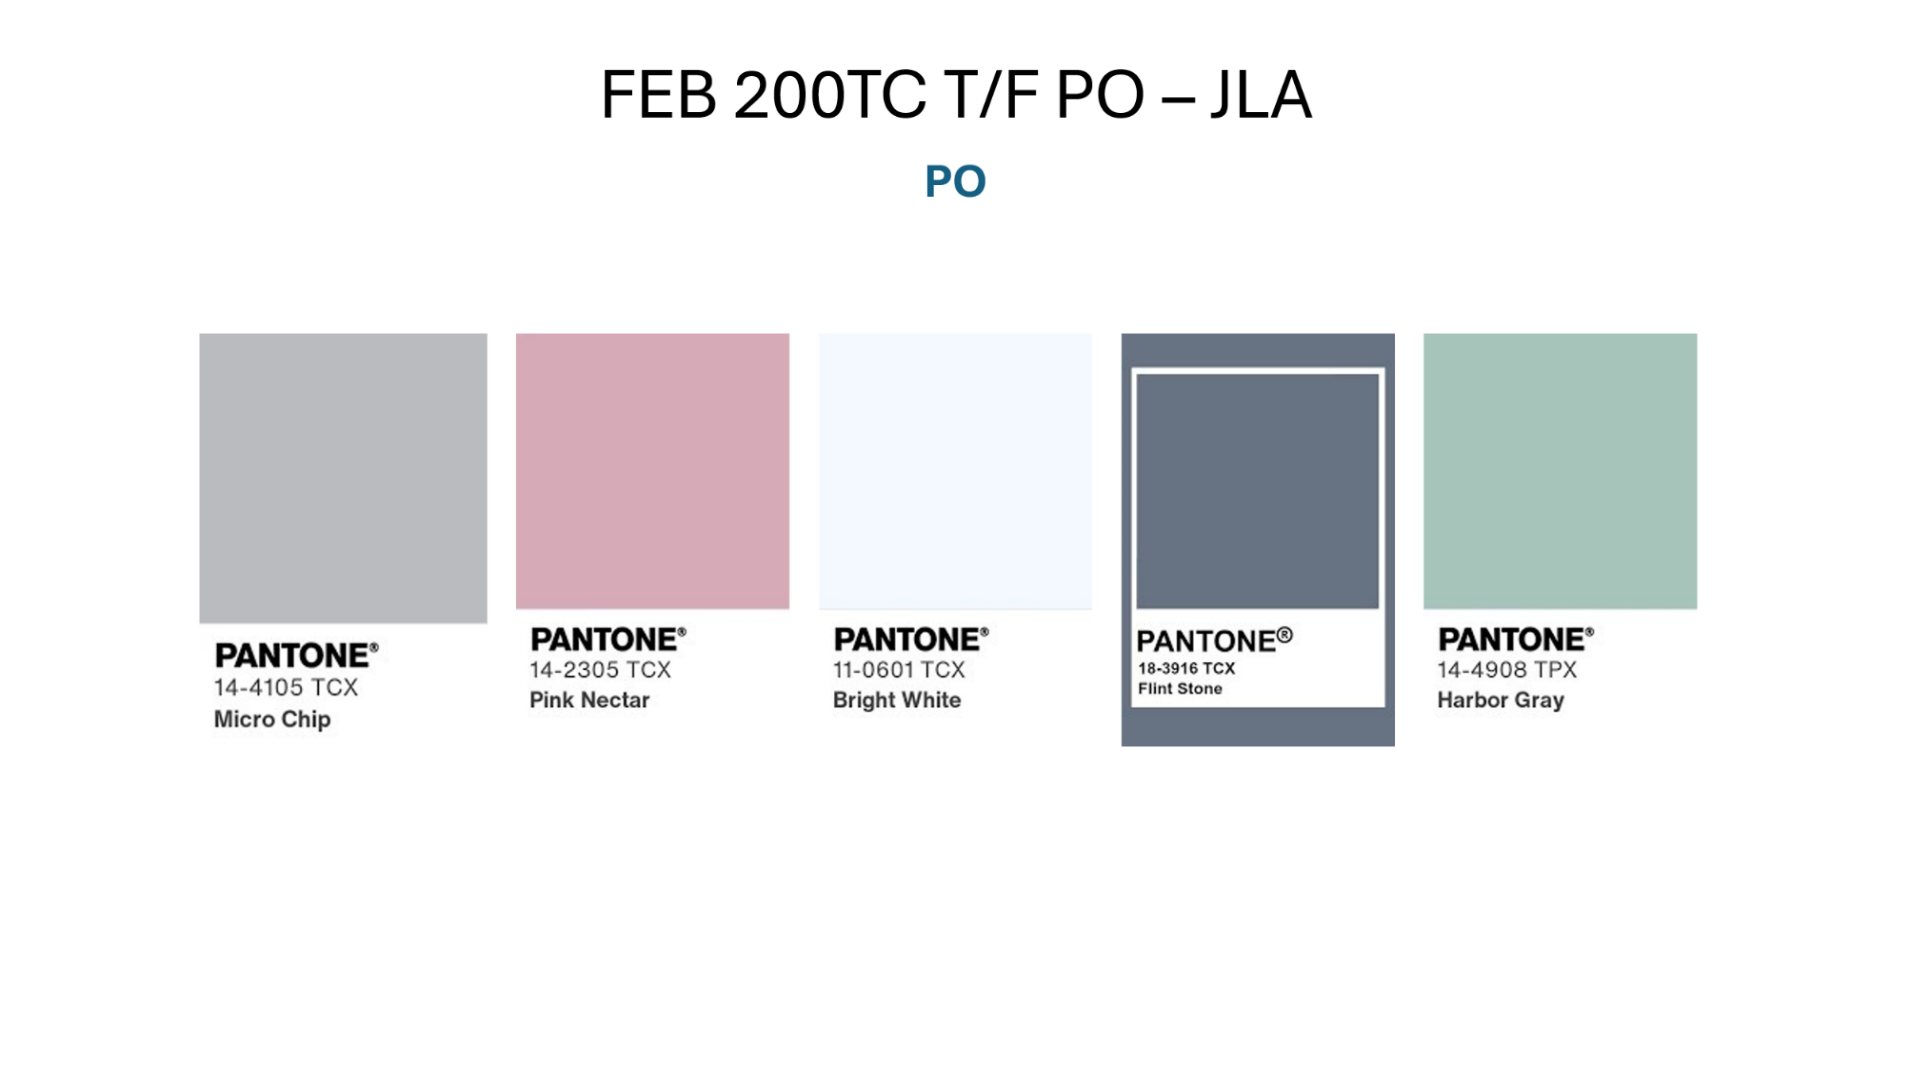 FEB 200TC T/F PO – JLA
PO
PANTONE®
14-4105 TCX
Micro Chip
PANTONE®
14-2305 TCX
Pink Nectar
PANTONE®
11-0601 TCX
Bright White
PANTONE®
18-3916 TCX
Flint Stone
PANTONE®
14-4908 TPX
Harbor Gray